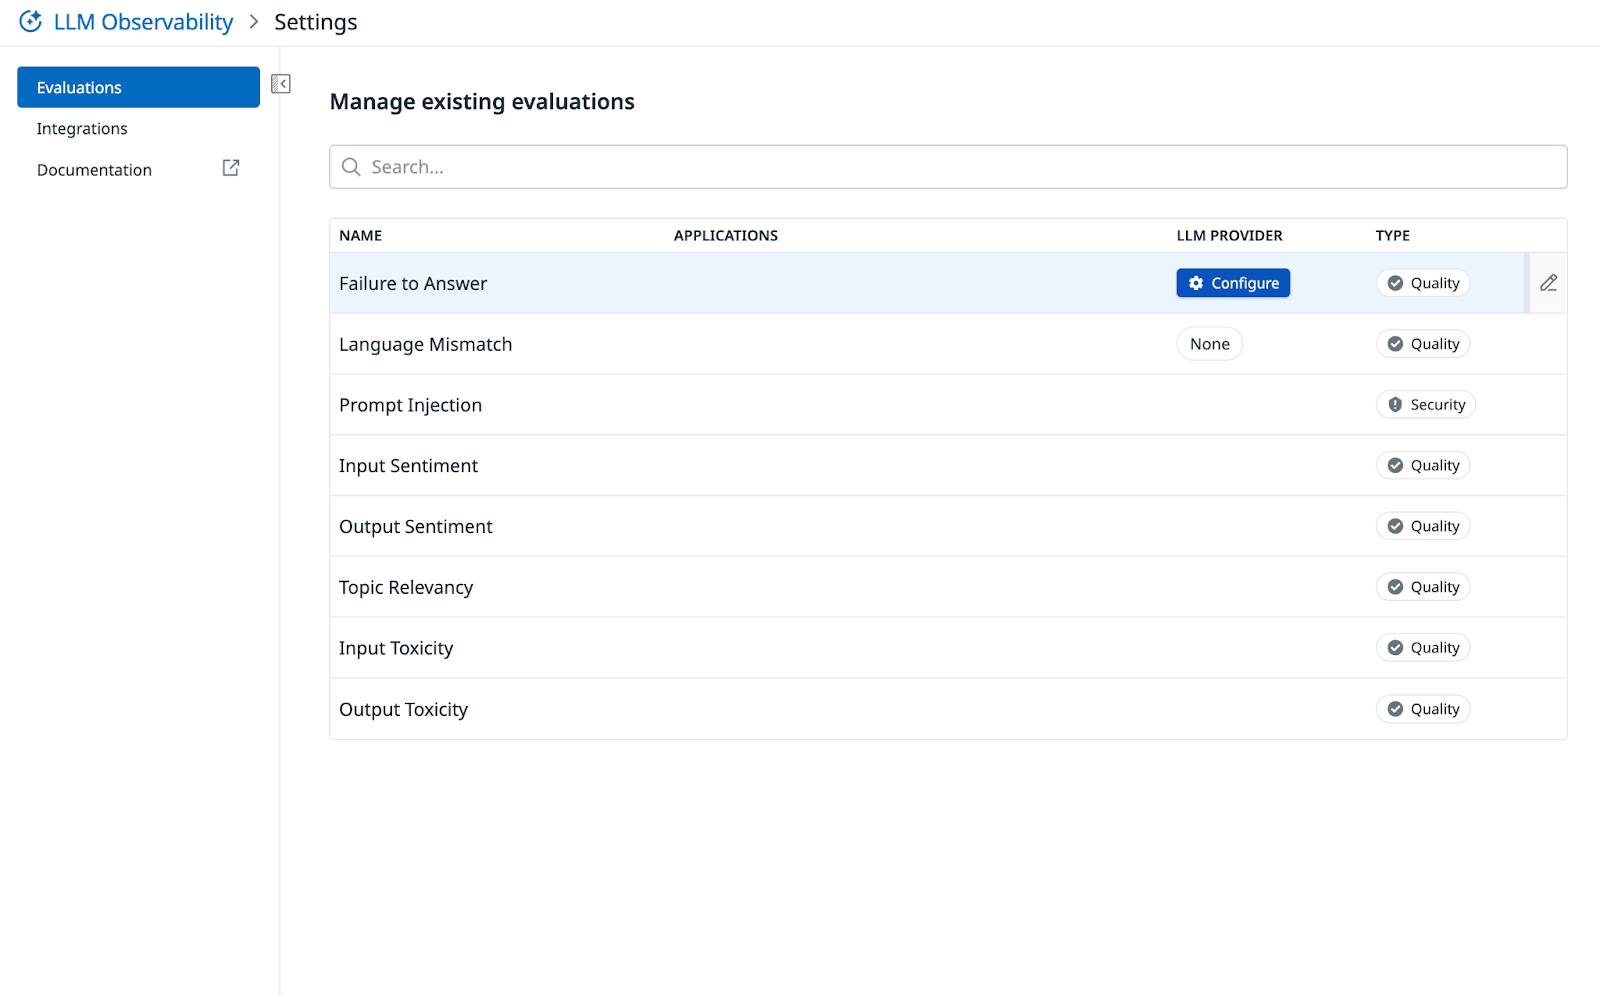 LLM Observability > Settings
Evaluations
Integrations
Documentation
Manage existing evaluations
Search...
NAME APPLICATIONS LLM PROVIDER TYPE
Failure to Answer Configure Quality
Language Mismatch None Quality
Prompt Injection Security
Input Sentiment Quality
Output Sentiment Quality
Topic Relevancy Quality
Input Toxicity Quality
Output Toxicity Quality